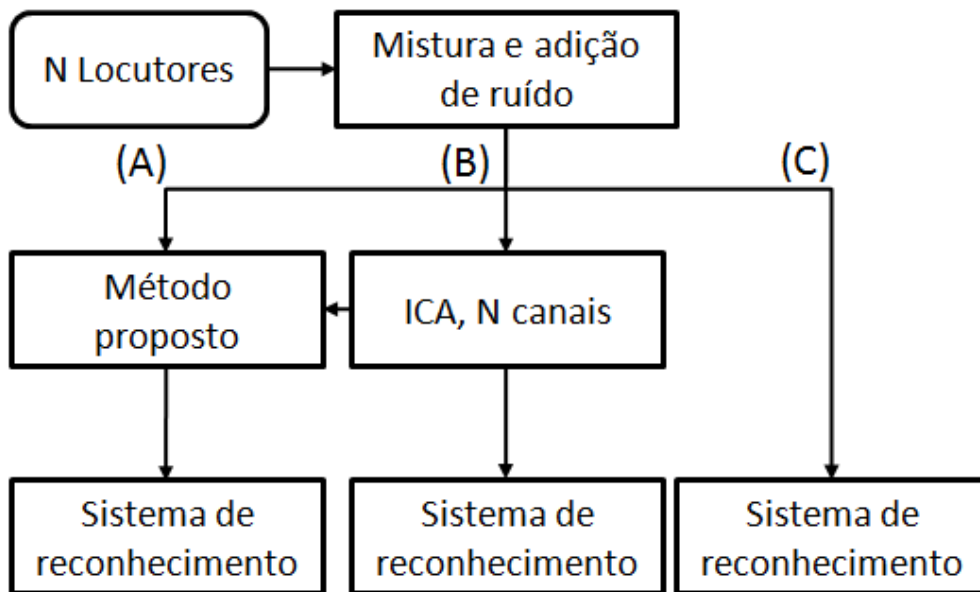 N Locutores
Mistura e adição
de ruído
(A)
(B)
(C)
Método
proposto
ICA, N canais
Sistema de
reconhecimento
Sistema de
reconhecimento
Sistema de
reconhecimento